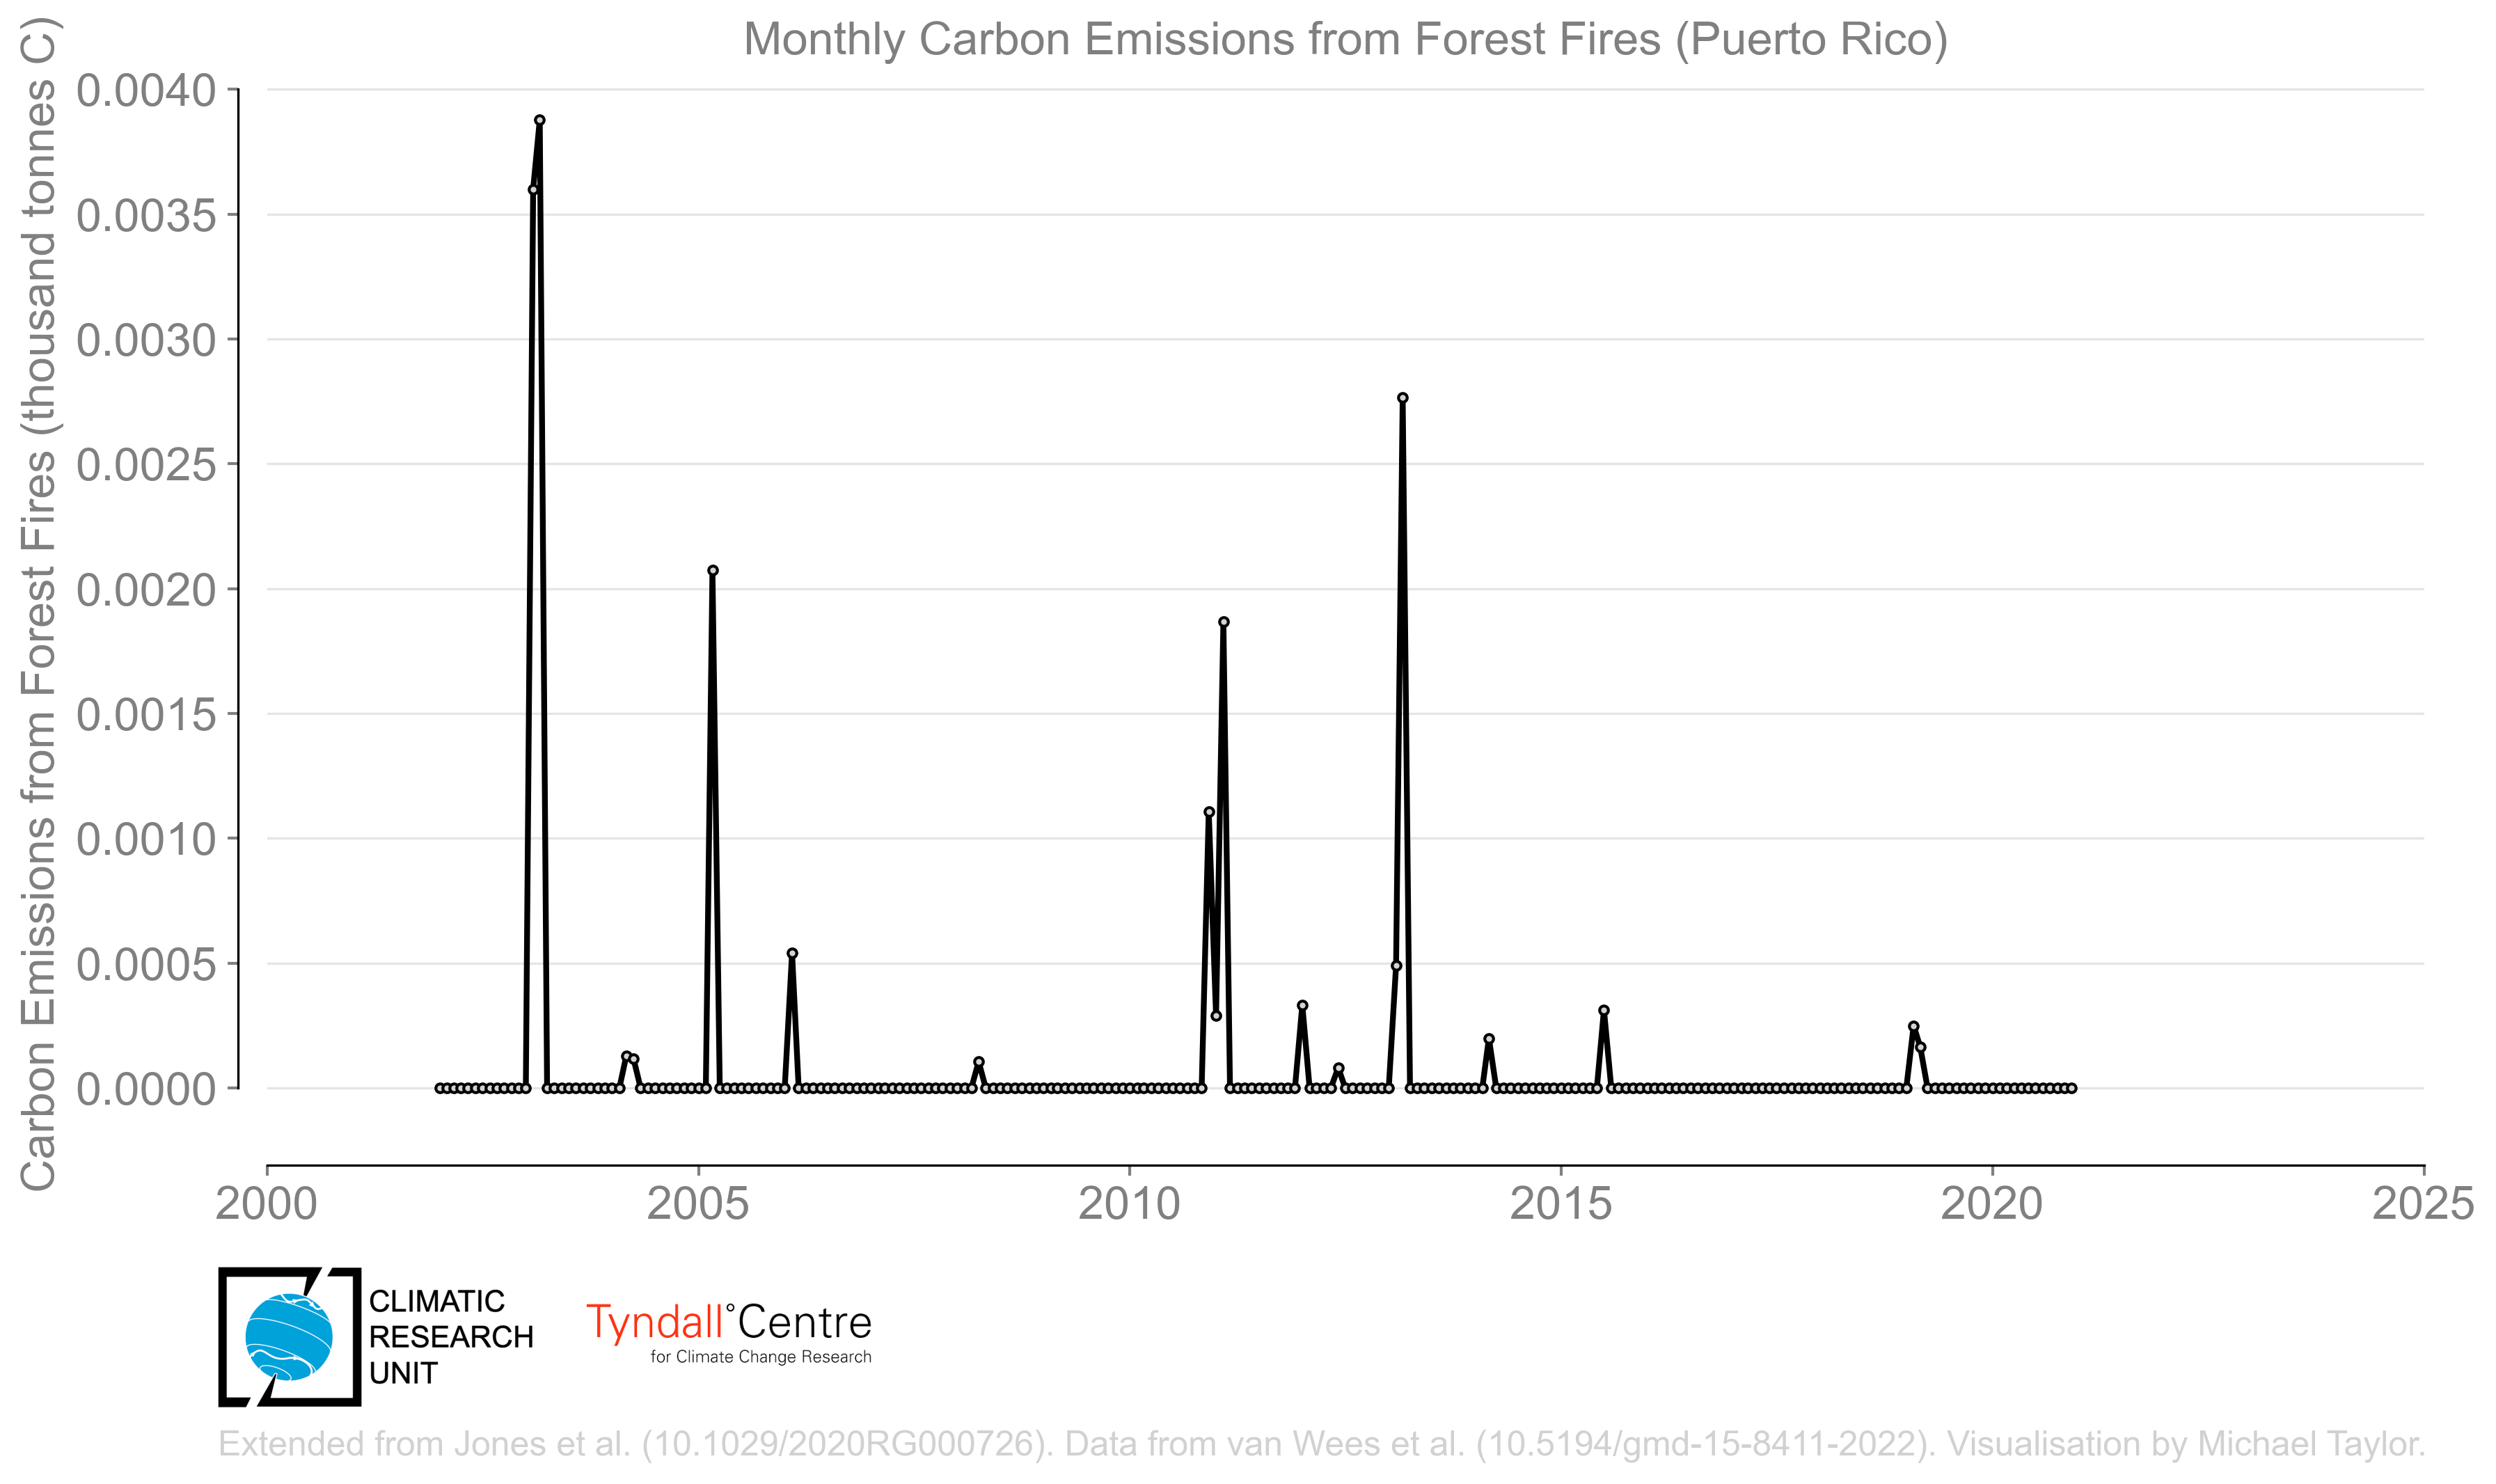 Monthly Carbon Emissions from Forest Fires (Puerto Rico)
Carbon Emissions from Forest Fires (thousand tonnes C)
0.0040
0.0035
0.0030
0.0025
0.0020
0.0015
0.0010
0.0005
0.0000
2000 2005 2010 2015 2020 2025
CLIMATIC
RESEARCH
UNIT
Tyndall°Centre
for Climate Change Research
Extended from Jones et al. (10.1029/2020RG000726). Data from van Wees et al. (10.5194/gmd-15-8411-2022). Visualisation by Michael Taylor.